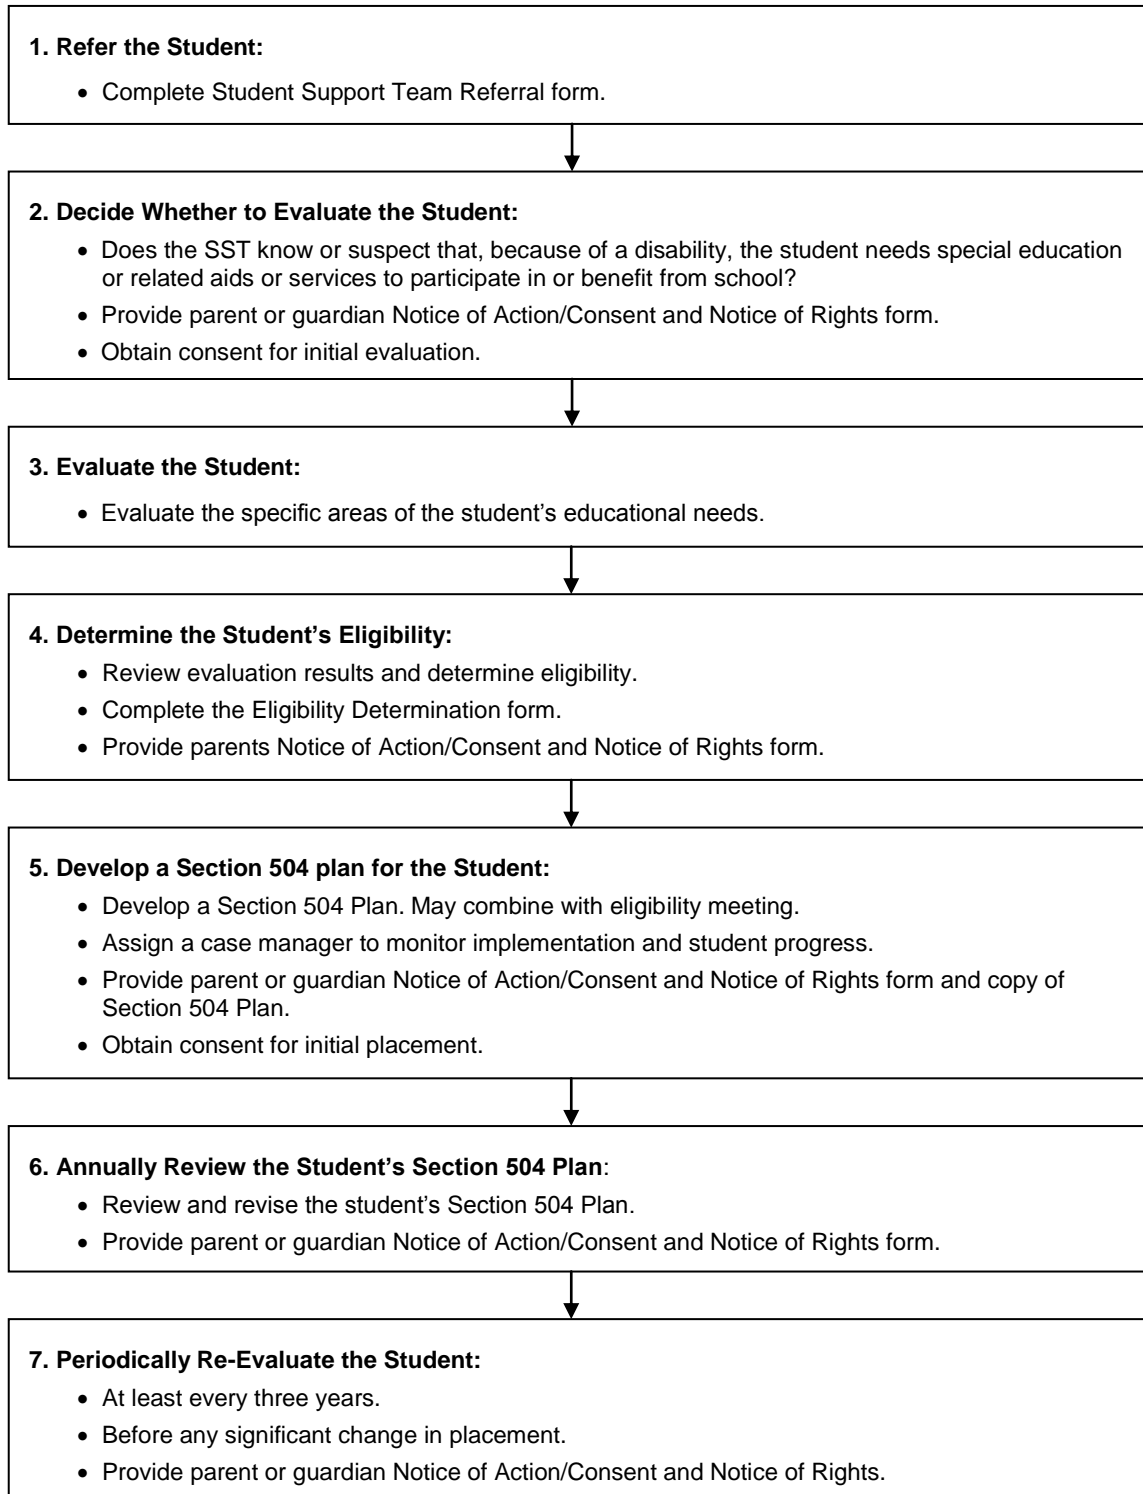 1. Refer the Student:
• Complete Student Support Team Referral form.
2. Decide Whether to Evaluate the Student:
• Does the SST know or suspect that, because of a disability, the student needs special education
or related aids or services to participate in or benefit from school?
• Provide parent or guardian Notice of Action/Consent and Notice of Rights form.
• Obtain consent for initial evaluation.
3. Evaluate the Student:
• Evaluate the specific areas of the student’s educational needs.
4. Determine the Student’s Eligibility:
• Review evaluation results and determine eligibility.
• Complete the Eligibility Determination form.
• Provide parents Notice of Action/Consent and Notice of Rights form.
5. Develop a Section 504 plan for the Student:
• Develop a Section 504 Plan. May combine with eligibility meeting.
• Assign a case manager to monitor implementation and student progress.
• Provide parent or guardian Notice of Action/Consent and Notice of Rights form and copy of
Section 504 Plan.
• Obtain consent for initial placement.
6. Annually Review the Student’s Section 504 Plan:
• Review and revise the student’s Section 504 Plan.
• Provide parent or guardian Notice of Action/Consent and Notice of Rights form.
7. Periodically Re-Evaluate the Student:
• At least every three years.
• Before any significant change in placement.
• Provide parent or guardian Notice of Action/Consent and Notice of Rights.